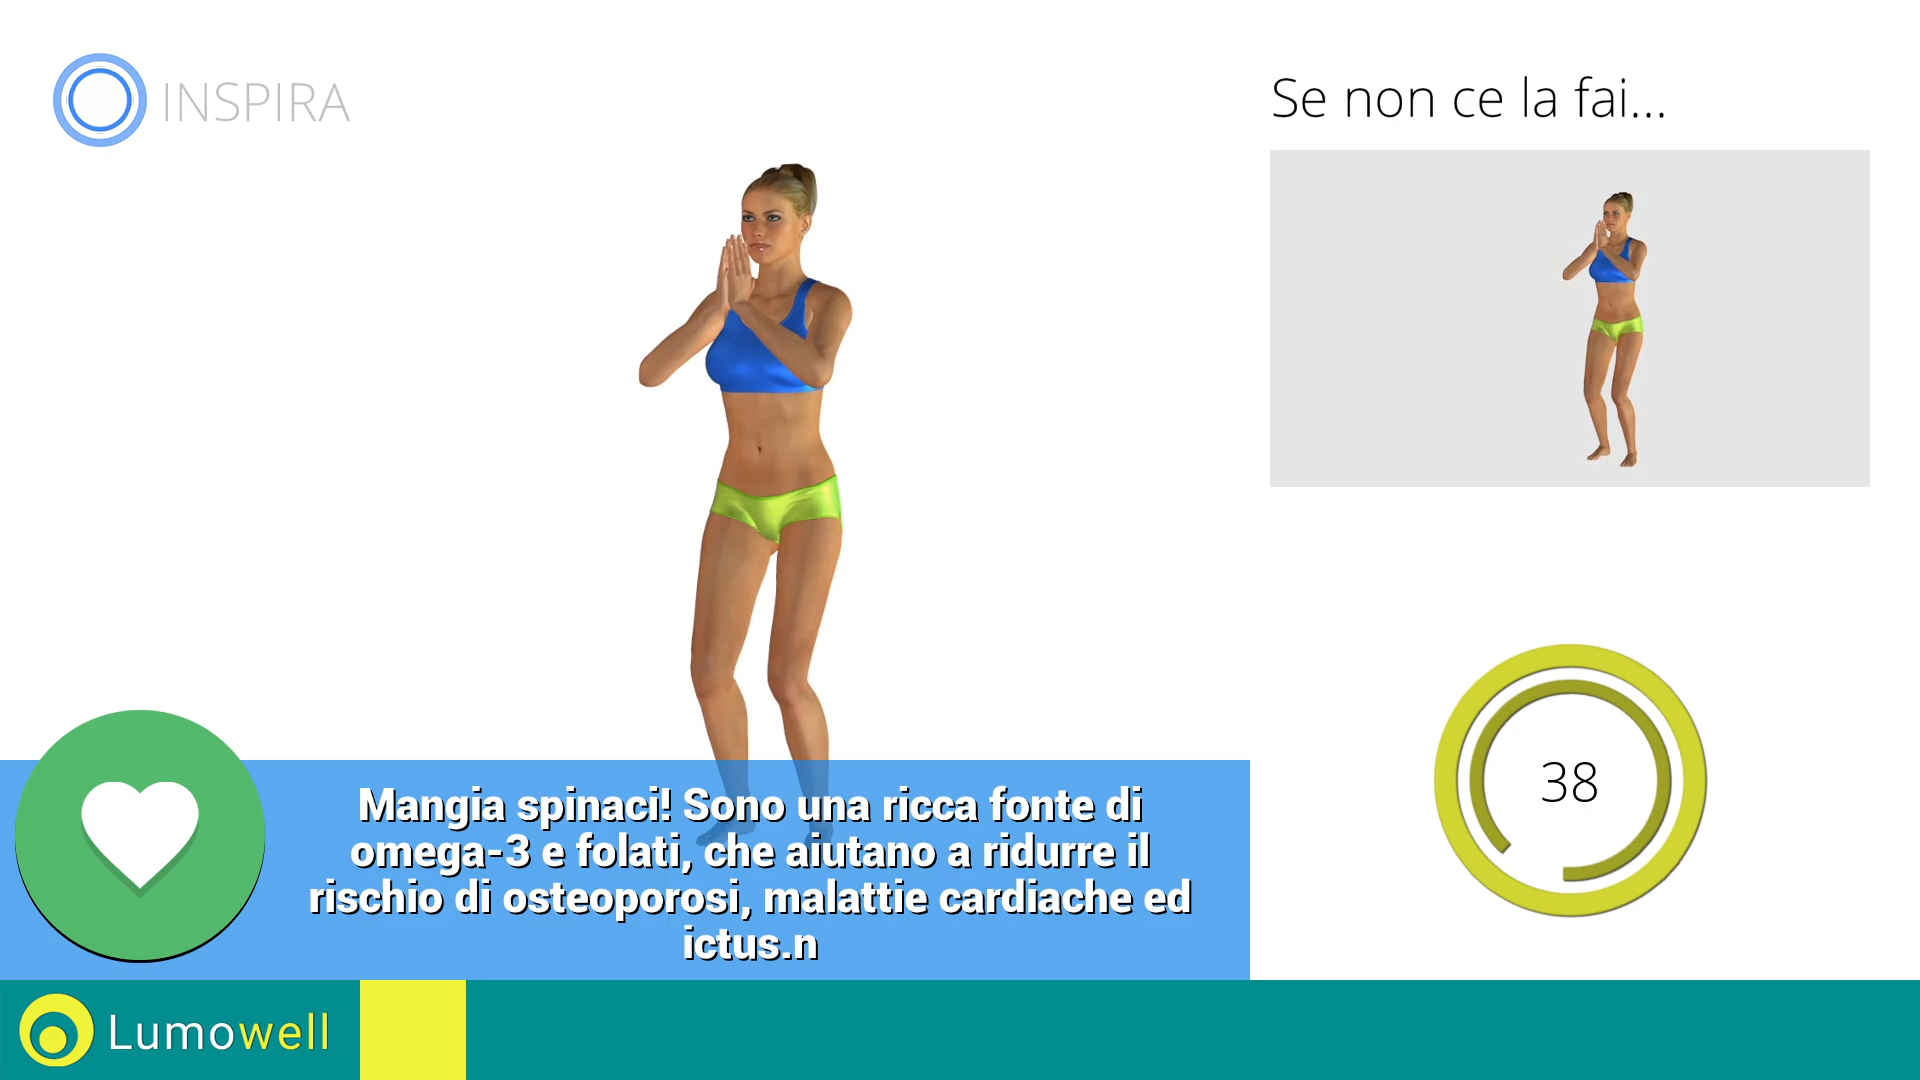 INSPIRA
Se non ce la fai...
38
Mangia spinaci! Sono una ricca fonte di
omega-3 e folati, che aiutano a ridurre il
rischio di osteoporosi, malattie cardiache ed
ictus.n
Lumowell